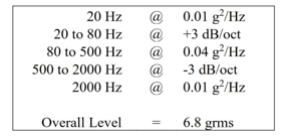 20 Hz @ 0.01 g²/Hz
20 to 80 Hz @ +3 dB/oct
80 to 500 Hz @ 0.04 g²/Hz
500 to 2000 Hz @ -3 dB/oct
2000 Hz @ 0.01 g²/Hz
Overall Level = 6.8 grms